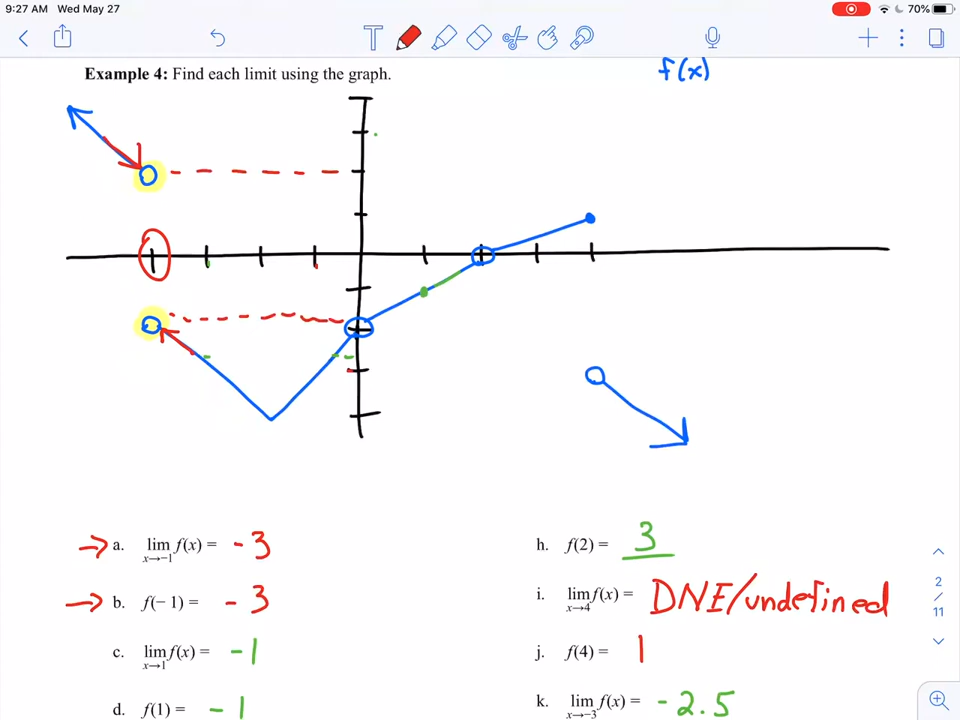 9:27 AM Wed May 27
70%
Example 4: Find each limit using the graph.
f(x)
a. lim x→−1 f(x) = -3
b. f(− 1) = -3
c. lim x→1 f(x) = -1
d. f(1) = -1
h. f(2) = 3
i. lim x→4 f(x) = DNE/undefined
j. f(4) = 1
k. lim x→−3 f(x) = -2.5
2
/
11